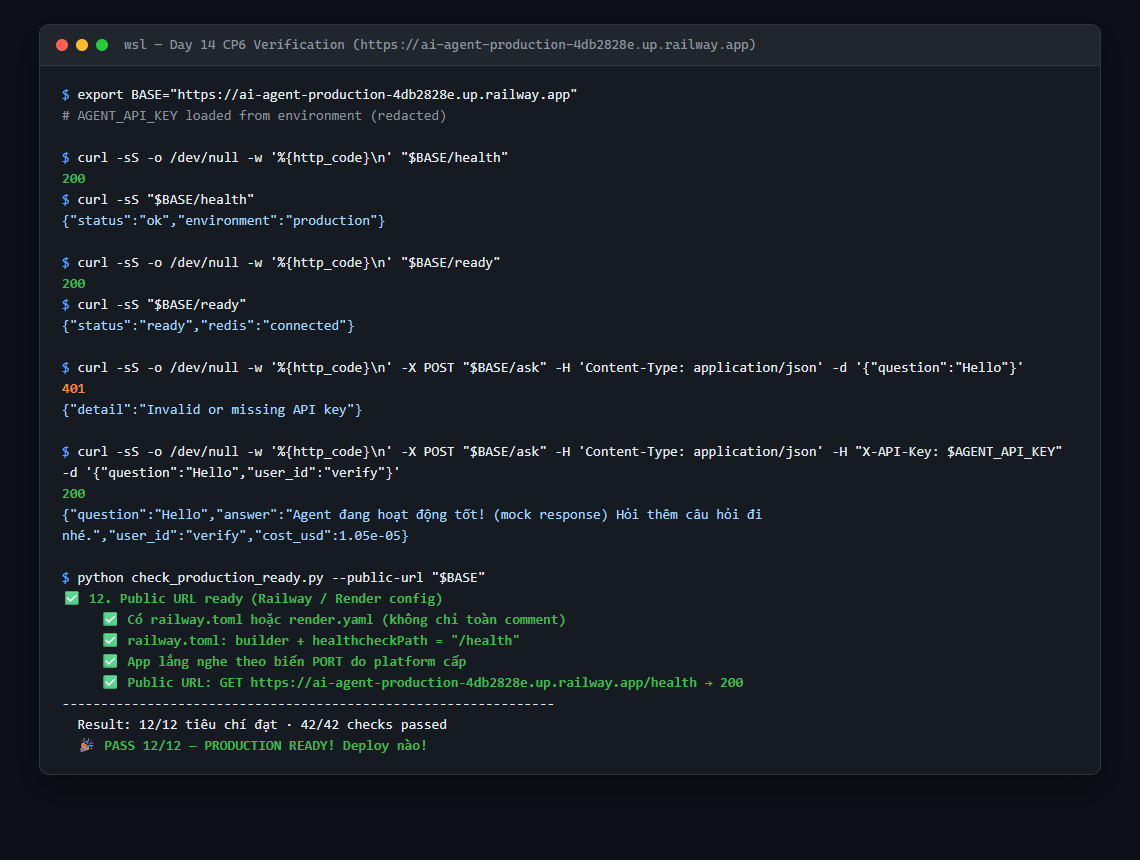 wsl — Day 14 CP6 Verification (https://ai-agent-production-4db2828e.up.railway.app)
$ export BASE="https://ai-agent-production-4db2828e.up.railway.app"
# AGENT_API_KEY loaded from environment (redacted)
$ curl -sS -o /dev/null -w '%{http_code}\n' "$BASE/health"
200
$ curl -sS "$BASE/health"
{"status":"ok","environment":"production"}
$ curl -sS -o /dev/null -w '%{http_code}\n' "$BASE/ready"
200
$ curl -sS "$BASE/ready"
{"status":"ready","redis":"connected"}
$ curl -sS -o /dev/null -w '%{http_code}\n' -X POST "$BASE/ask" -H 'Content-Type: application/json' -d '{"question":"Hello"}'
401
{"detail":"Invalid or missing API key"}
$ curl -sS -o /dev/null -w '%{http_code}\n' -X POST "$BASE/ask" -H 'Content-Type: application/json' -H "X-API-Key: $AGENT_API_KEY"
-d '{"question":"Hello","user_id":"verify"}'
200
{"question":"Hello","answer":"Agent đang hoạt động tốt! (mock response) Hỏi thêm câu hỏi đi
nhé.","user_id":"verify","cost_usd":1.05e-05}
$ python check_production_ready.py --public-url "$BASE"
✅ 12. Public URL ready (Railway / Render config)
✅ Có railway.toml hoặc render.yaml (không chỉ toàn comment)
✅ railway.toml: builder + healthcheckPath = "/health"
✅ App lắng nghe theo biến PORT do platform cấp
✅ Public URL: GET https://ai-agent-production-4db2828e.up.railway.app/health → 200
----------------------------------------------------------------
Result: 12/12 tiêu chí đạt · 42/42 checks passed
🎉 PASS 12/12 — PRODUCTION READY! Deploy nào!